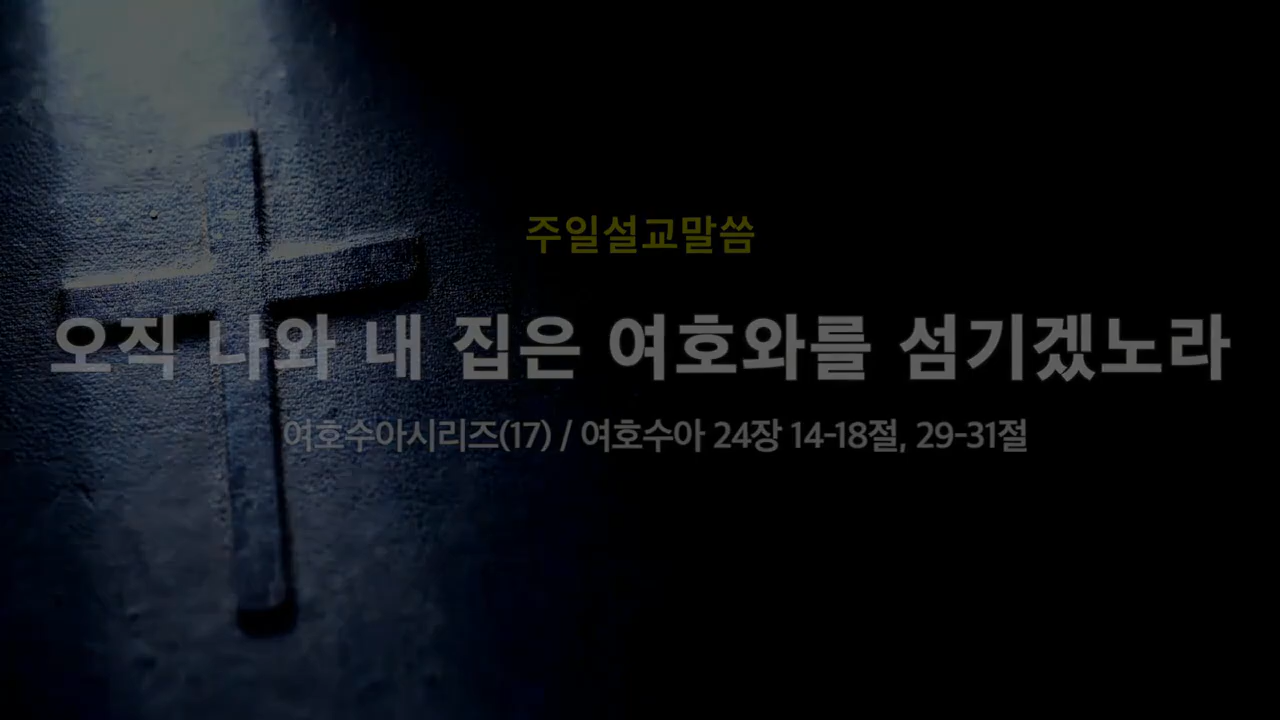 주일설교말씀
오직 나와 내 집은 여호와를 섬기겠노라
여호수아시리즈(17) / 여호수아 24장 14-18절, 29-31절